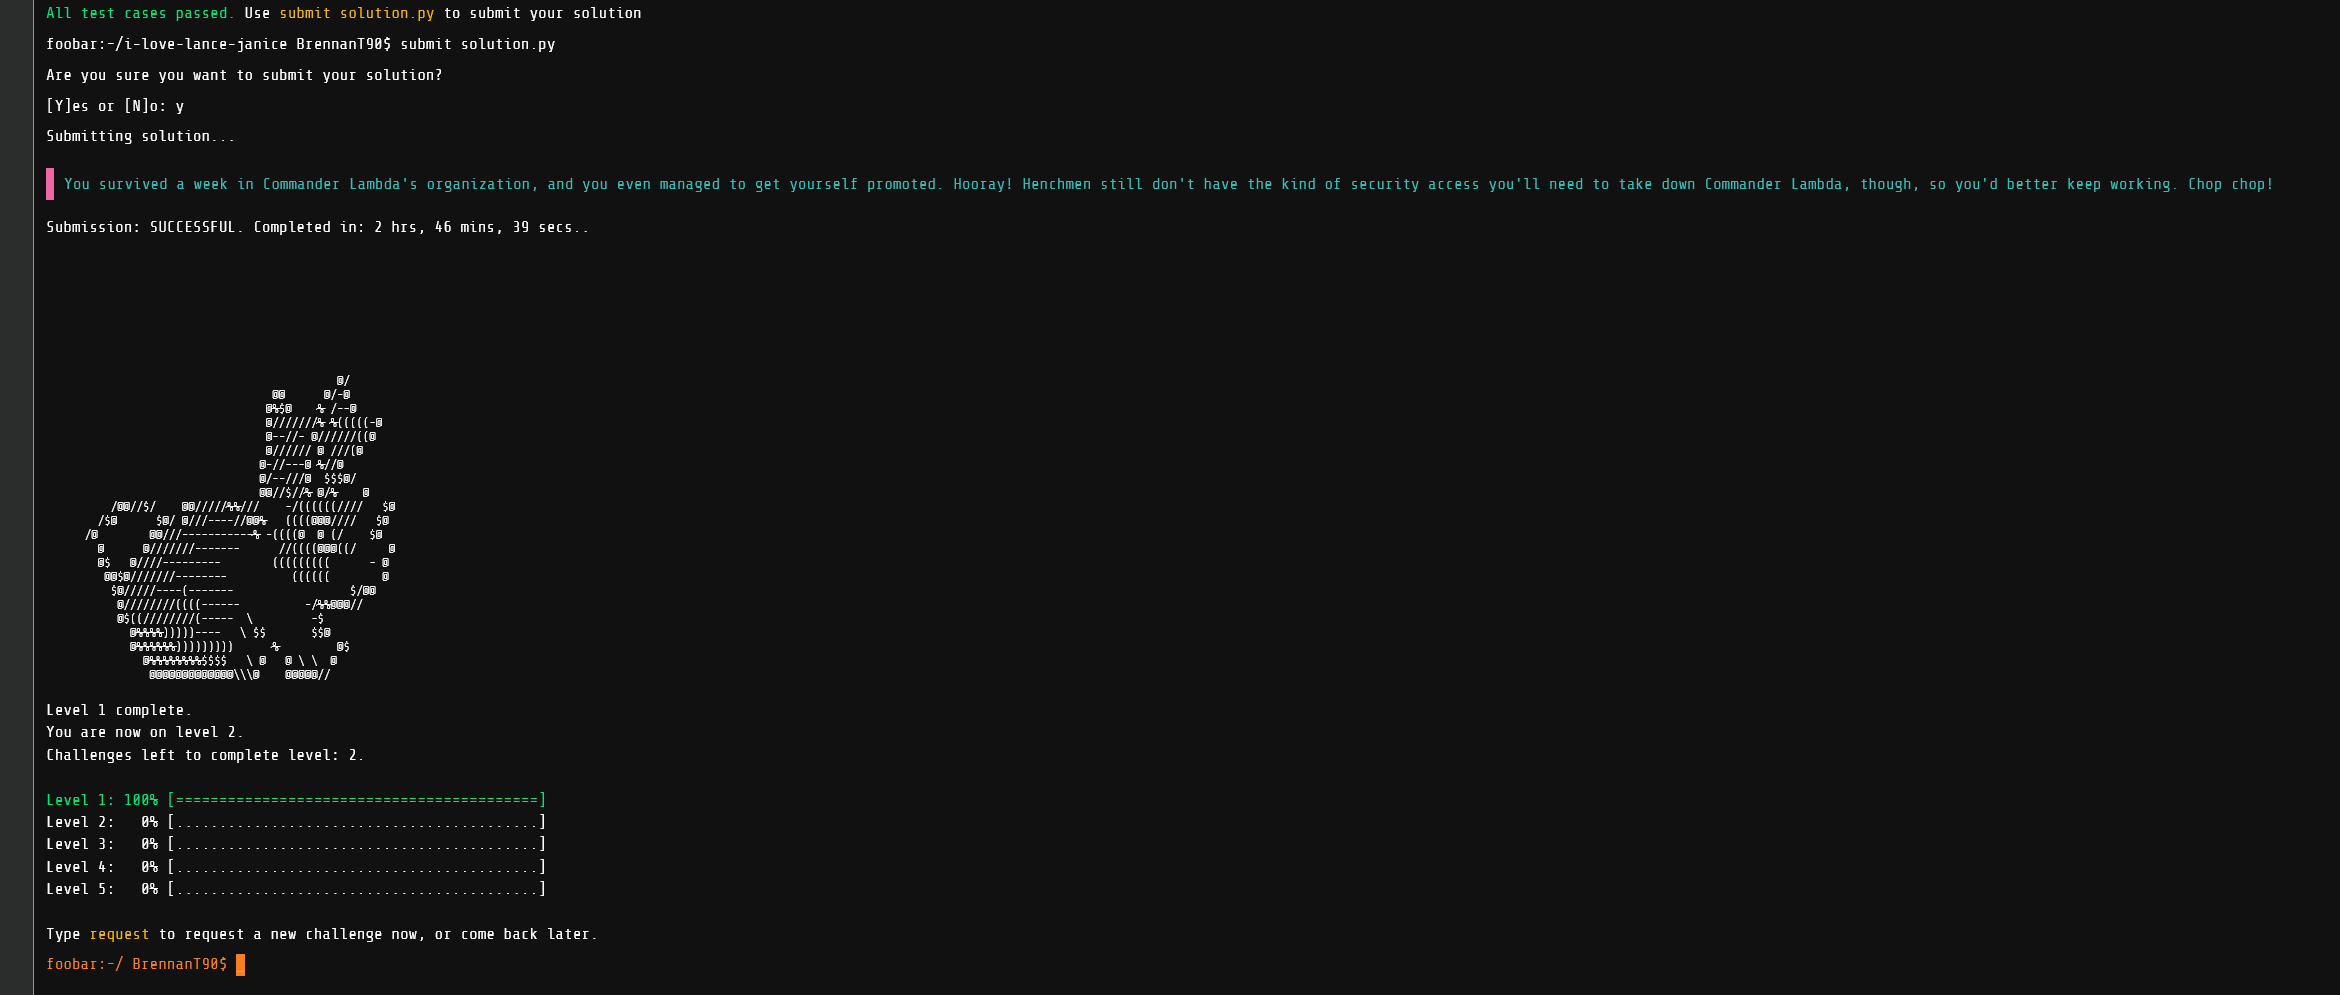 All test cases passed. Use submit solution.py to submit your solution
foobar:~/i-love-lance-janice BrennanT90$ submit solution.py
Are you sure you want to submit your solution?
[Y]es or [N]o: y
Submitting solution...
You survived a week in Commander Lambda's organization, and you even managed to get yourself promoted. Hooray! Henchmen still don't have the kind of security access you'll need to take down Commander Lambda, though, so you'd better keep working. Chop chop!
Submission: SUCCESSFUL. Completed in: 2 hrs, 46 mins, 39 secs..
Level 1 complete.
You are now on level 2.
Challenges left to complete level: 2.
Level 1: 100% [==========================================]
Level 2:   0% [..........................................]
Level 3:   0% [..........................................]
Level 4:   0% [..........................................]
Level 5:   0% [..........................................]
Type request to request a new challenge now, or come back later.
foobar:~/ BrennanT90$